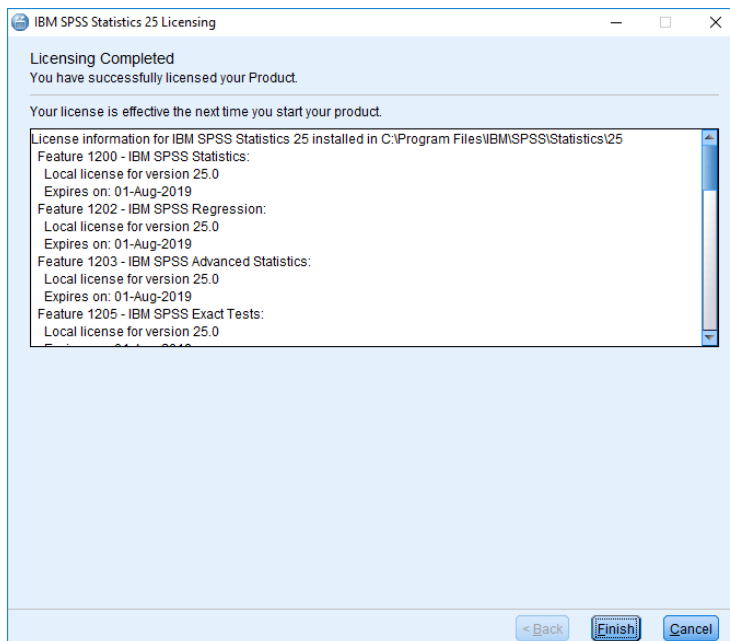 IBM SPSS Statistics 25 Licensing
Licensing Completed
You have successfully licensed your Product.
Your license is effective the next time you start your product.
License information for IBM SPSS Statistics 25 installed in C:\Program Files\IBM\SPSS\Statistics\25
Feature 1200 - IBM SPSS Statistics:
Local license for version 25.0
Expires on: 01-Aug-2019
Feature 1202 - IBM SPSS Regression:
Local license for version 25.0
Expires on: 01-Aug-2019
Feature 1203 - IBM SPSS Advanced Statistics:
Local license for version 25.0
Expires on: 01-Aug-2019
Feature 1205 - IBM SPSS Exact Tests:
Local license for version 25.0
< Back Finish Cancel